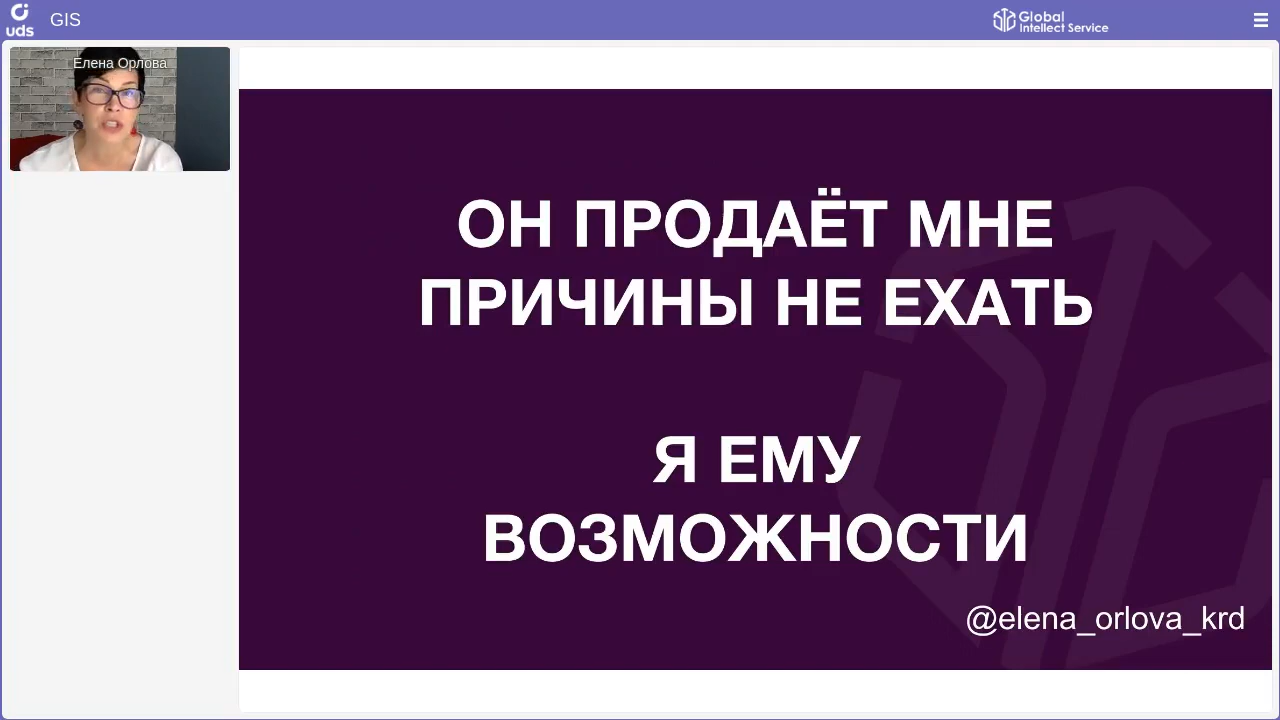 uds
GIS
Global
Intellect Service
Елена Орлова
ОН ПРОДАЁТ МНЕ
ПРИЧИНЫ НЕ ЕХАТЬ
Я ЕМУ
ВОЗМОЖНОСТИ
@elena_orlova_krd